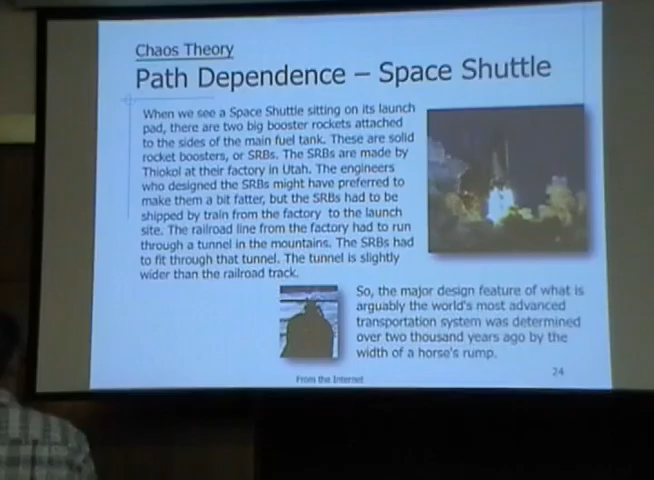 Chaos Theory
Path Dependence – Space Shuttle
When we see a Space Shuttle sitting on its launch
pad, there are two big booster rockets attached
to the sides of the main fuel tank. These are solid
rocket boosters, or SRBs. The SRBs are made by
Thiokol at their factory in Utah. The engineers
who designed the SRBs might have preferred to
make them a bit fatter, but the SRBs had to be
shipped by train from the factory to the launch
site. The railroad line from the factory had to run
through a tunnel in the mountains. The SRBs had
to fit through that tunnel. The tunnel is slightly
wider than the railroad track.
So, the major design feature of what is
arguably the world's most advanced
transportation system was determined
over two thousand years ago by the
width of a horse's rump.
From the Internet
24